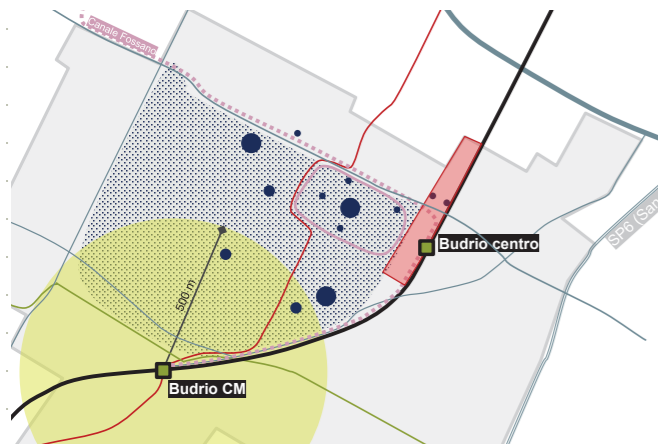 Canale Fossano
SP6 (San
Budrio centro
500 m
Budrio CM